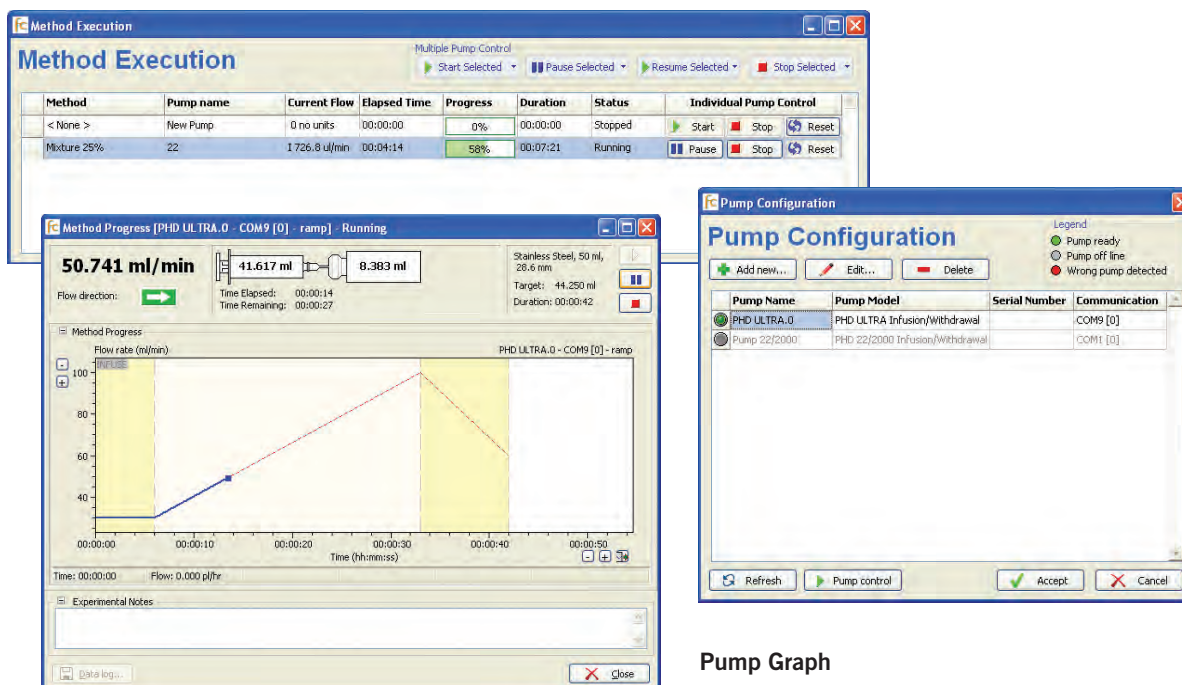 Method Execution
Method Execution
Multiple Pump Control
Start Selected Pause Selected Resume Selected Stop Selected
Method Pump name Current Flow Elapsed Time Progress Duration Status Individual Pump Control
< None > New Pump 0 no units 00:00:00 0% 00:00:00 Stopped Start Stop Reset
Mixture 25% 22 I 726.8 ul/min 00:04:14 58% 00:07:21 Running Pause Stop Reset
Method Progress [PHD ULTRA.0 - COM9 [0] - ramp] - Running
50.741 ml/min
Flow direction:
41.617 ml 8.383 ml
Time Elapsed: 00:00:14
Time Remaining: 00:00:27
Stainless Steel, 50 ml,
28.6 mm
Target: 44.250 ml
Duration: 00:00:42
Method Progress
Flow rate (ml/min) PHD ULTRA.0 - COM9 [0] - ramp
INFUSE
100
80
60
40
00:00:00 00:00:10 00:00:20 00:00:30 00:00:40 00:00:50
Time (hh:mm:ss)
Time: 00:00:00 Flow: 0.000 pl/hr
Experimental Notes
Data log... Close
Pump Configuration
Pump Configuration
Legend
Pump ready
Pump off line
Wrong pump detected
Add new... Edit... Delete
Pump Name Pump Model Serial Number Communication
PHD ULTRA.0 PHD ULTRA Infusion/Withdrawal COM9 [0]
Pump 22/2000 PHD 22/2000 Infusion/Withdrawal COM1 [0]
Refresh Pump control Accept Cancel
Pump Graph